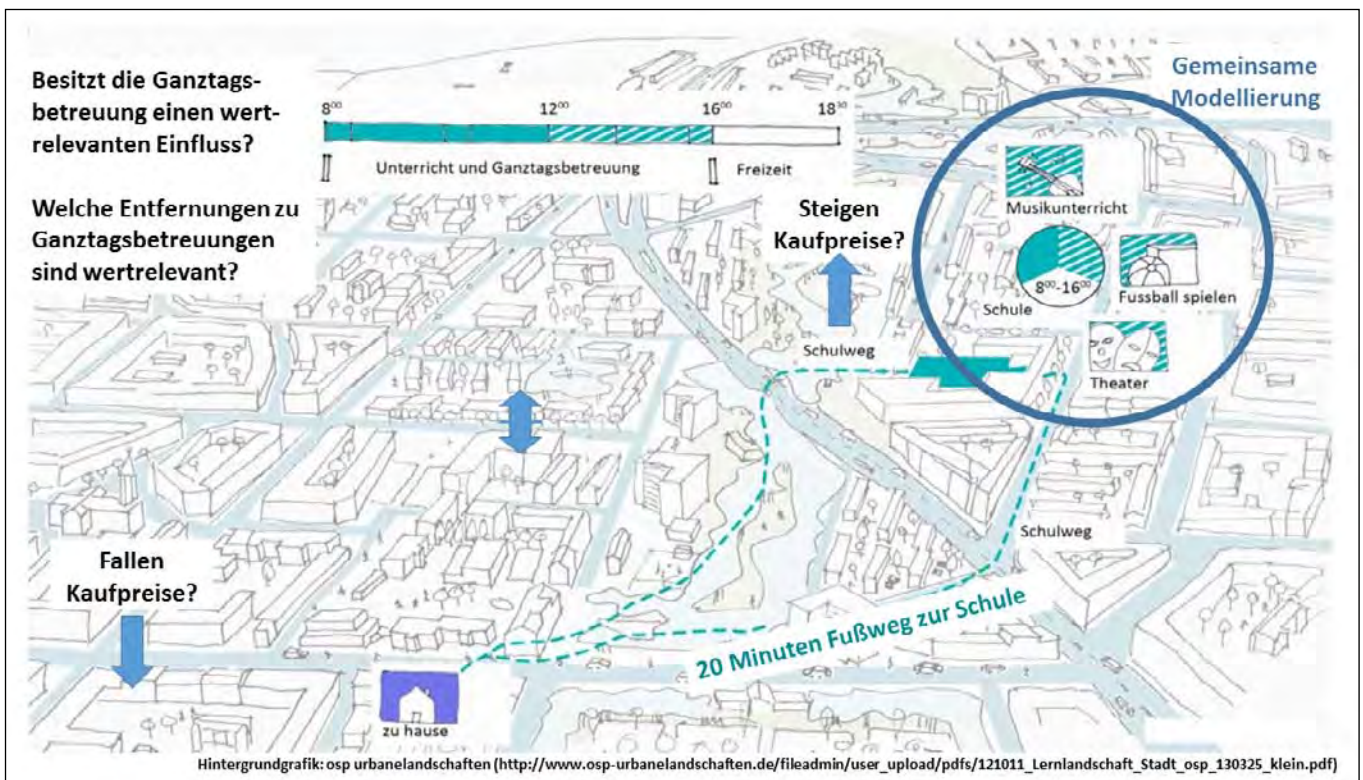 Besitzt die Ganztags-
betreuung einen wert-
relevanten Einfluss?
Welche Entfernungen zu
Ganztagsbetreuungen
sind wertrelevant?
8⁰⁰ 12⁰⁰ 16⁰⁰ 18³⁰
Unterricht und Ganztagsbetreuung Freizeit
Gemeinsame
Modellierung
Musikunterricht
8⁰⁰-16⁰⁰
Schule
Fussball spielen
Theater
Steigen
Kaufpreise?
Schulweg
Schulweg
Fallen
Kaufpreise?
20 Minuten Fußweg zur Schule
zu hause
Hintergrundgrafik: osp urbanelandschaften (http://www.osp-urbanelandschaften.de/fileadmin/user_upload/pdfs/121011_Lernlandschaft_Stadt_osp_130325_klein.pdf)